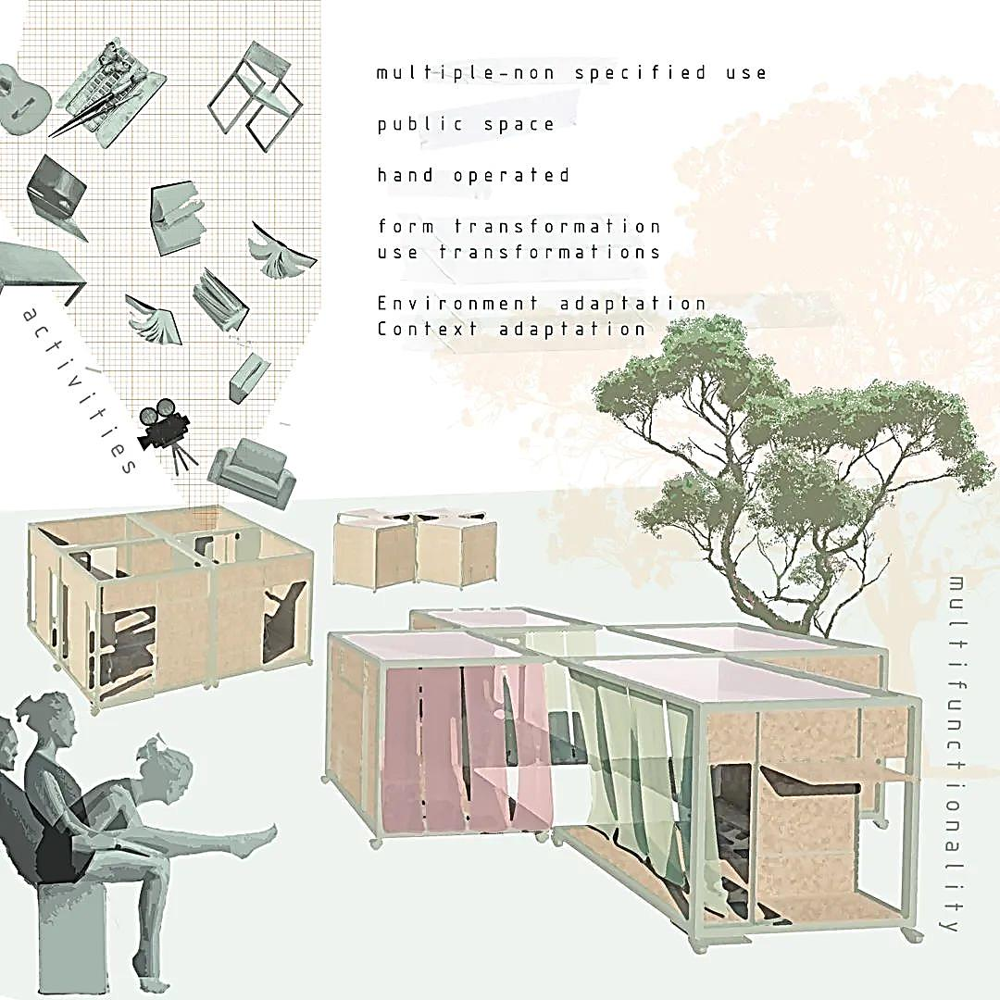 multiple-non specified use
public space
hand operated
form transformation
use transformations
Environment adaptation
Context adaptation
activities
multifunctionality